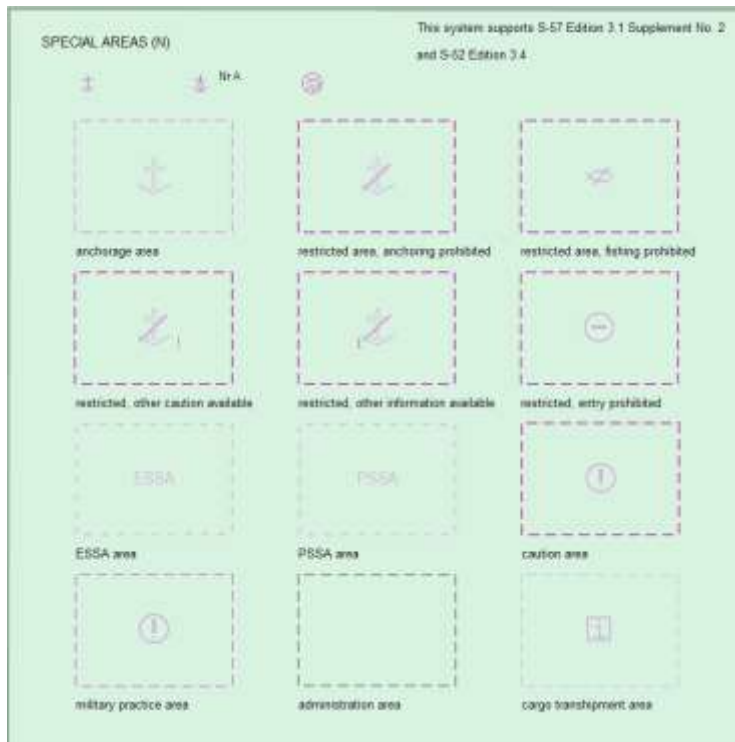 SPECIAL AREAS (N)
This system supports S-57 Edition 3.1 Supplement No. 2
and S-52 Edition 3.4
Nr A
anchorage area
restricted area, anchoring prohibited
restricted area, fishing prohibited
restricted, other caution available
restricted, other information available
restricted, entry prohibited
ESSA
PSSA
ESSA area
PSSA area
caution area
military practice area
administration area
cargo transhipment area